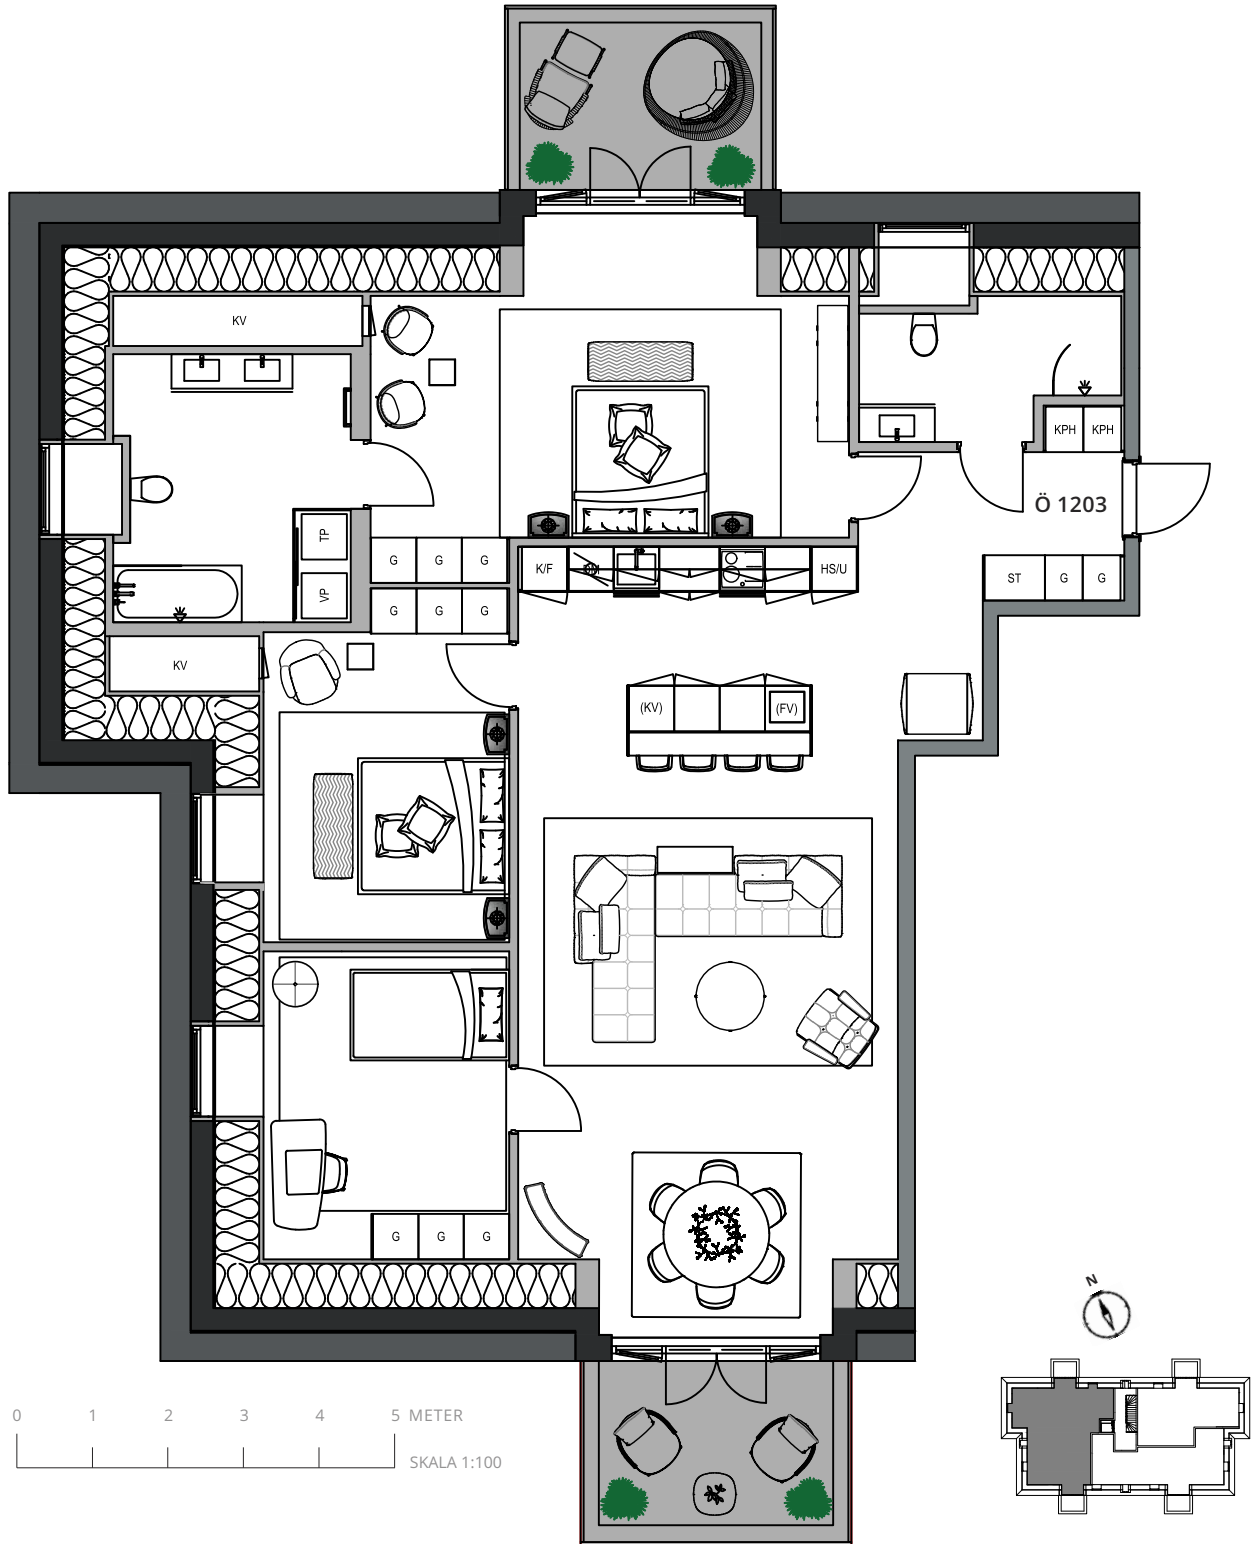 KV
KPH KPH
Ö 1203
TP
G G G
K/F DM HS/U
ST G G
VP
G G G
KV
(KV) (FV)
G G G
N
0 1 2 3 4 5 METER
SKALA 1:100